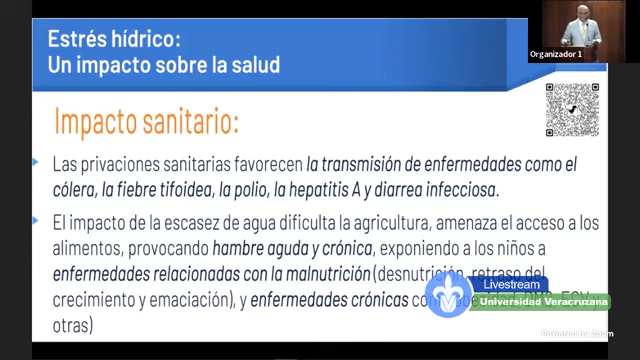 Estrés hídrico:
Un impacto sobre la salud
Organizador 1
Impacto sanitario:
Las privaciones sanitarias favorecen la transmisión de enfermedades como el
cólera, la fiebre tifoidea, la polio, la hepatitis A y diarrea infecciosa.
El impacto de la escasez de agua dificulta la agricultura, amenaza el acceso a los
alimentos, provocando hambre aguda y crónica, exponiendo a los niños a
enfermedades relacionadas con la malnutrición (desnutrición, retraso del
crecimiento y emaciación), y enfermedades crónicas
otras)
Livestream
Universidad Veracruzana
Powered by Zoom